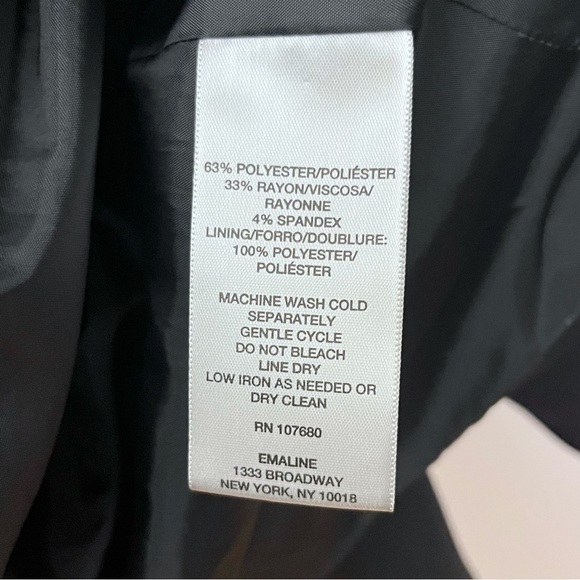 63% POLYESTER/POLIÉSTER
33% RAYON/VISCOSA/
RAYONNE
4% SPANDEX
LINING/FORRO/DOUBLURE:
100% POLYESTER/
POLIÉSTER
MACHINE WASH COLD
SEPARATELY
GENTLE CYCLE
DO NOT BLEACH
LINE DRY
LOW IRON AS NEEDED OR
DRY CLEAN
RN 107680
EMALINE
1333 BROADWAY
NEW YORK, NY 10018